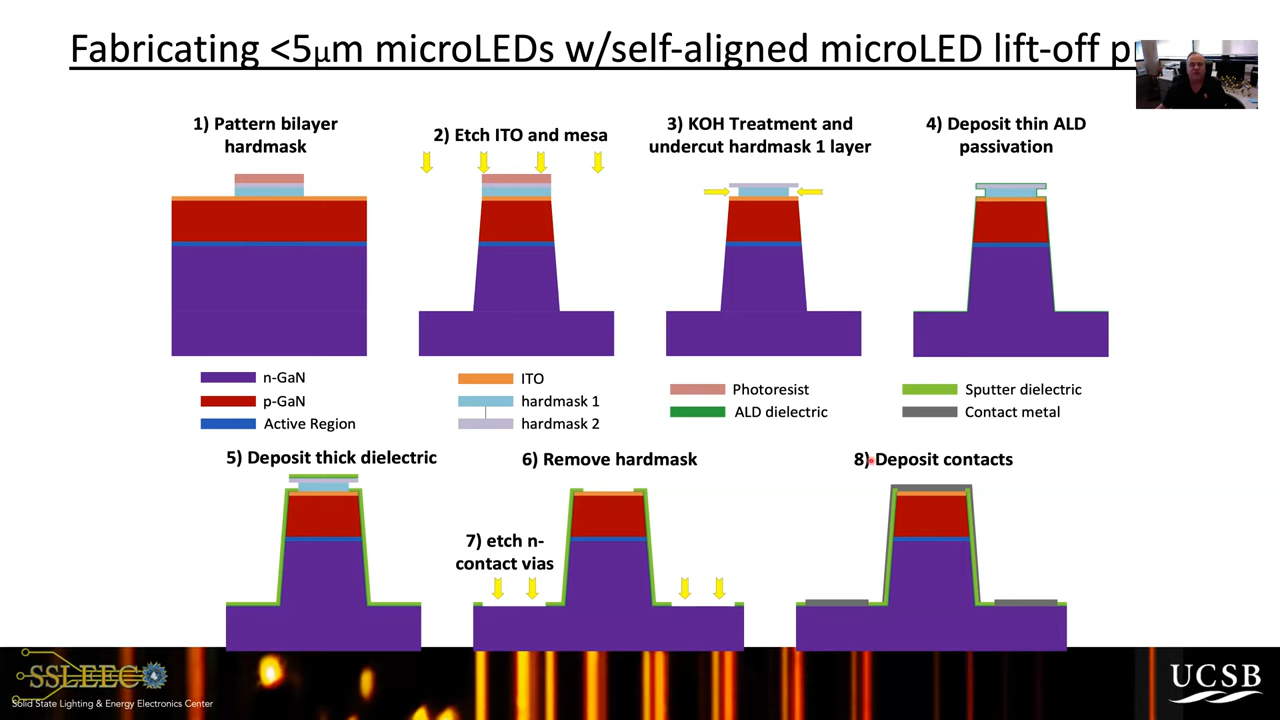 Fabricating <5μm microLEDs w/self-aligned microLED lift-off
1) Pattern bilayer
hardmask
2) Etch ITO and mesa
3) KOH Treatment and
undercut hardmask 1 layer
4) Deposit thin ALD
passivation
n-GaN
p-GaN
Active Region
ITO
hardmask 1
hardmask 2
Photoresist
ALD dielectric
Sputter dielectric
Contact metal
5) Deposit thick dielectric
6) Remove hardmask
7) etch n-
contact vias
8) Deposit contacts
SSLEEC
Solid State Lighting & Energy Electronics Center
UCSB